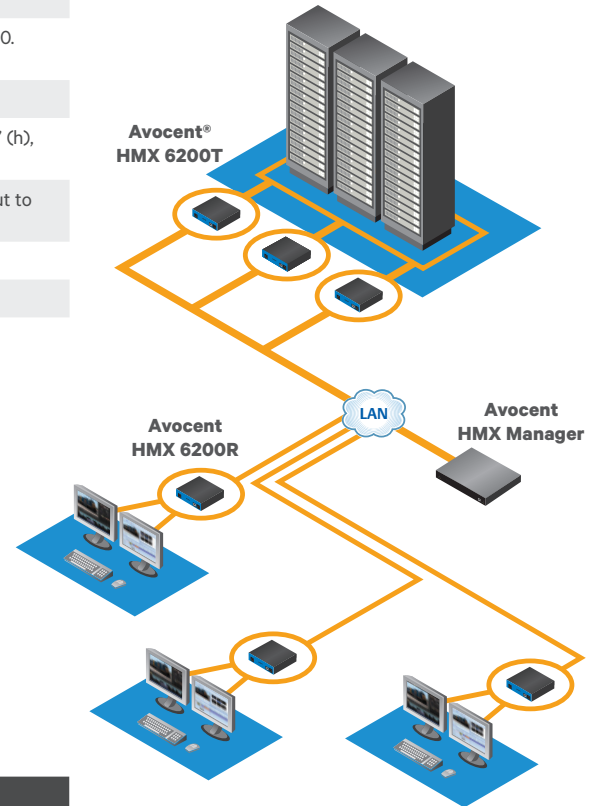 0.
" (h),
ut to
Avocent®
HMX 6200T
LAN
Avocent
HMX 6200R
Avocent
HMX Manager